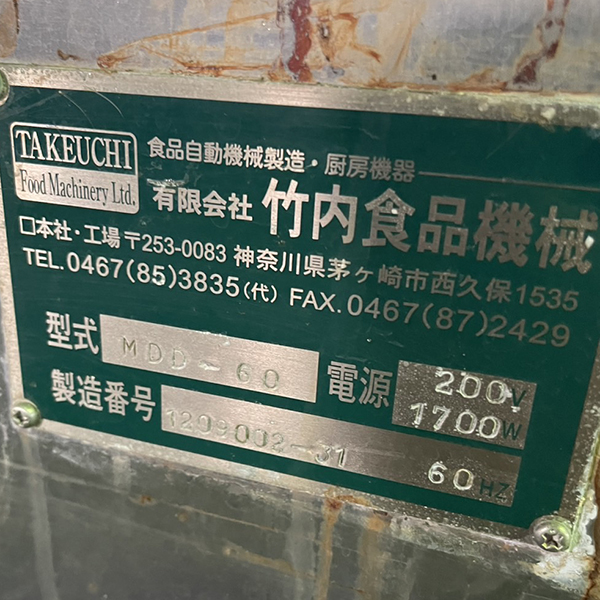 TAKEUCHI
Food Machinery Ltd.
食品自動機械製造・厨房機器
有限会社 竹内食品機械
□本社・工場〒253-0083 神奈川県茅ヶ崎市西久保1535
TEL.0467(85)3835(代) FAX.0467(87)2429
型式 MDD-60 電源 200V
1700W
製造番号 1209002-J1 60HZ